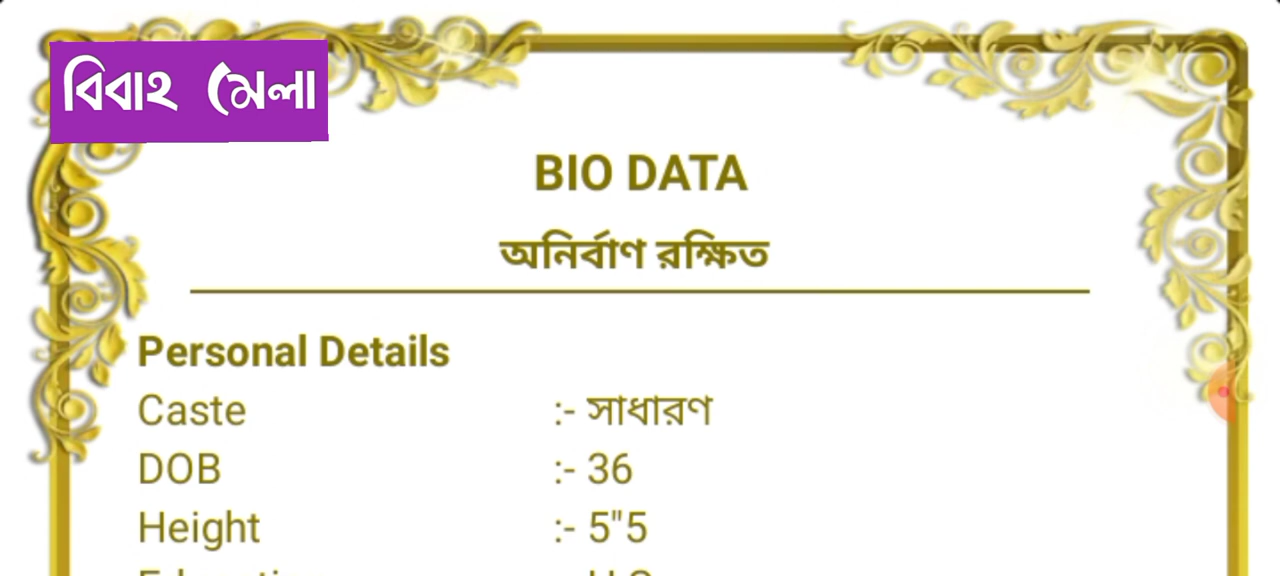 বিবাহ মেলা
BIO DATA
অনির্বাণ রক্ষিত
Personal Details
Caste :- সাধারণ
DOB :- 36
Height :- 5"5